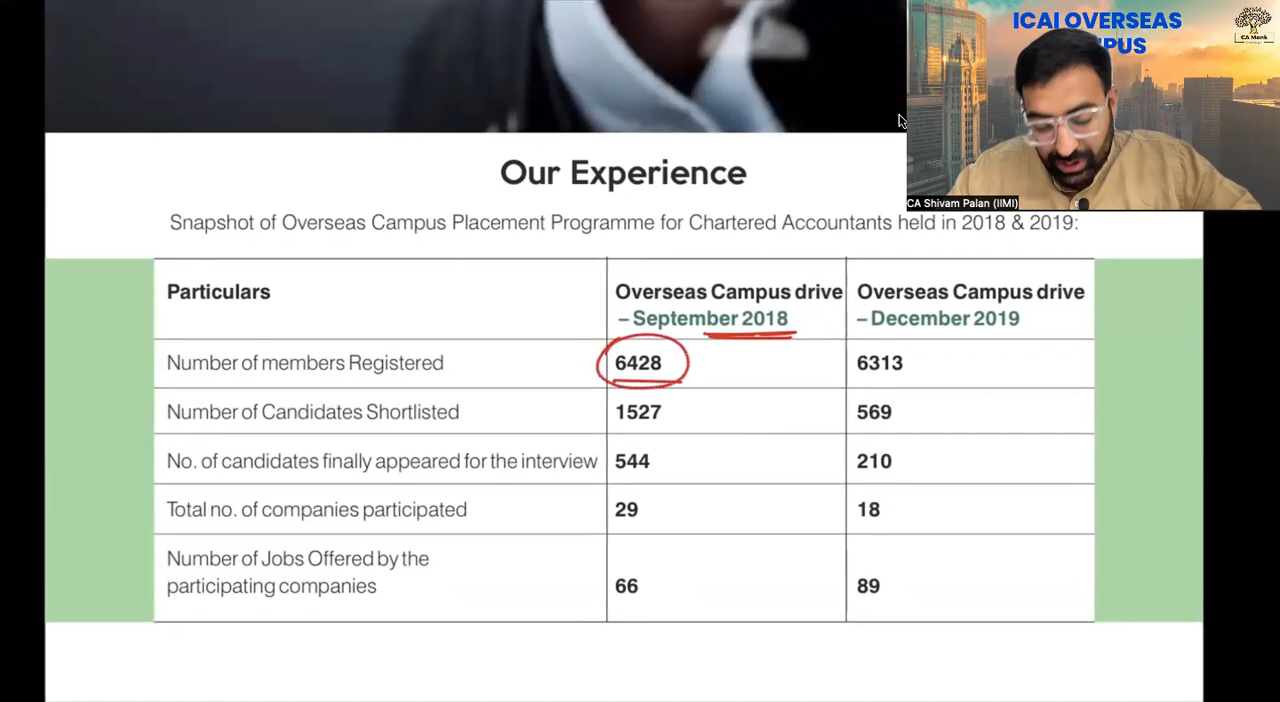 ICAI OVERSEAS
PUS
CA Monk
CA Shivam Palan (IIMI)
Our Experience
Snapshot of Overseas Campus Placement Programme for Chartered Accountants held in 2018 & 2019:
Particulars
Overseas Campus drive
– September 2018
Overseas Campus drive
– December 2019
Number of members Registered
6428
6313
Number of Candidates Shortlisted
1527
569
No. of candidates finally appeared for the interview
544
210
Total no. of companies participated
29
18
Number of Jobs Offered by the
participating companies
66
89